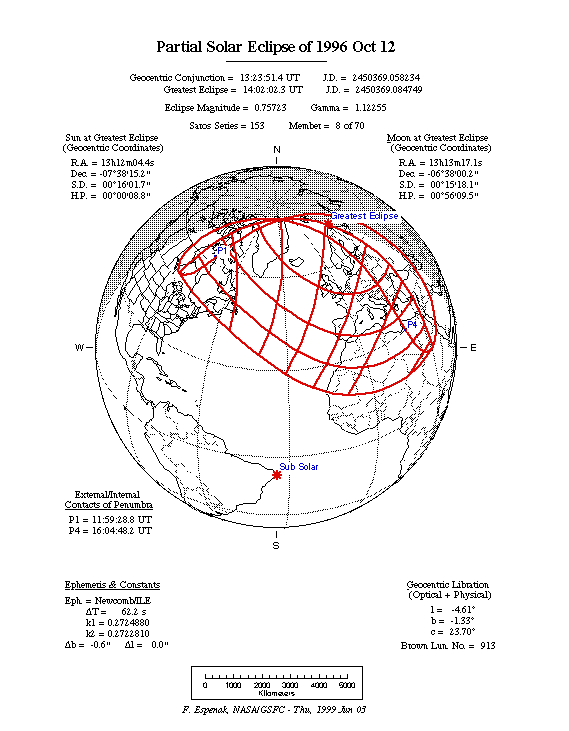 Partial Solar Eclipse of 1996 Oct 12
Geocentric Conjunction = 13:23:51.4 UT J.D. = 2450369.058234
Greatest Eclipse = 14:02:02.3 UT J.D. = 2450369.084749
Eclipse Magnitude = 0.75723 Gamma = 1.12255
Saros Series = 153 Member = 8 of 70
Sun at Greatest Eclipse
(Geocentric Coordinates)
R.A. = 13h12m04.4s
Dec. = -07°38'15.2"
S.D. = 00°16'01.7"
H.P. = 00°00'08.8"
Moon at Greatest Eclipse
(Geocentric Coordinates)
R.A. = 13h13m17.1s
Dec. = -06°38'00.2"
S.D. = 00°15'18.1"
H.P. = 00°56'09.5"
N
Greatest Eclipse
P1
P4
W
E
Sub Solar
S
External/Internal
Contacts of Penumbra
P1 = 11:59:28.8 UT
P4 = 16:04:48.2 UT
Ephemeris & Constants
Eph. = Newcomb/ILE
ΔT = 62.2 s
k1 = 0.2724880
k2 = 0.2722810
Δb = -0.6" Δl = 0.0"
Geocentric Libration
(Optical + Physical)
l = -4.61°
b = -1.33°
c = 23.70°
Brown Lun. No. = 913
0 1000 2000 3000 4000 5000
Kilometers
F. Espenak, NASA/GSFC - Thu, 1999 Jun 03